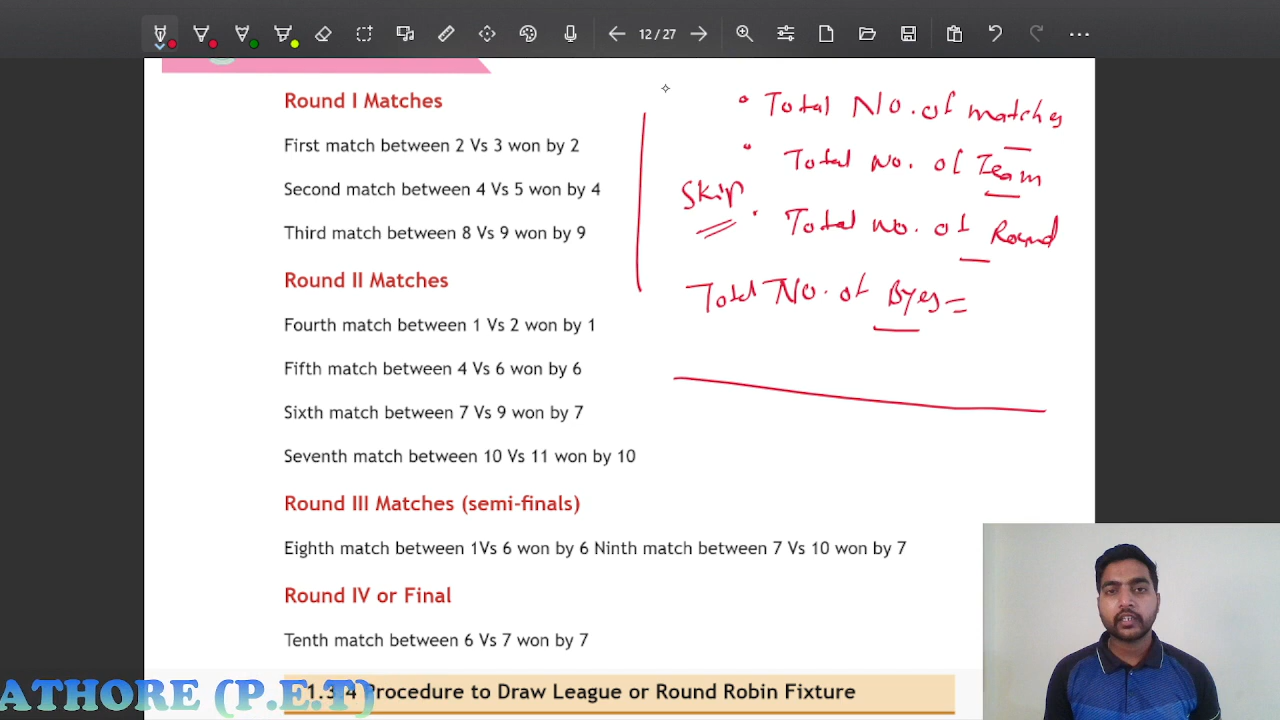 12 / 27
Round I Matches
First match between 2 Vs 3 won by 2
Second match between 4 Vs 5 won by 4
Third match between 8 Vs 9 won by 9
Round II Matches
Fourth match between 1 Vs 2 won by 1
Fifth match between 4 Vs 6 won by 6
Sixth match between 7 Vs 9 won by 7
Seventh match between 10 Vs 11 won by 10
Round III Matches (semi-finals)
Eighth match between 1Vs 6 won by 6 Ninth match between 7 Vs 10 won by 7
Round IV or Final
Tenth match between 6 Vs 7 won by 7
• Total No. of matches
• Total No. of Team
Skip
• Total No. of Round
Total No. of Byes =
1.3.4 Procedure to Draw League or Round Robin Fixture
ATHORE (P.E.T)